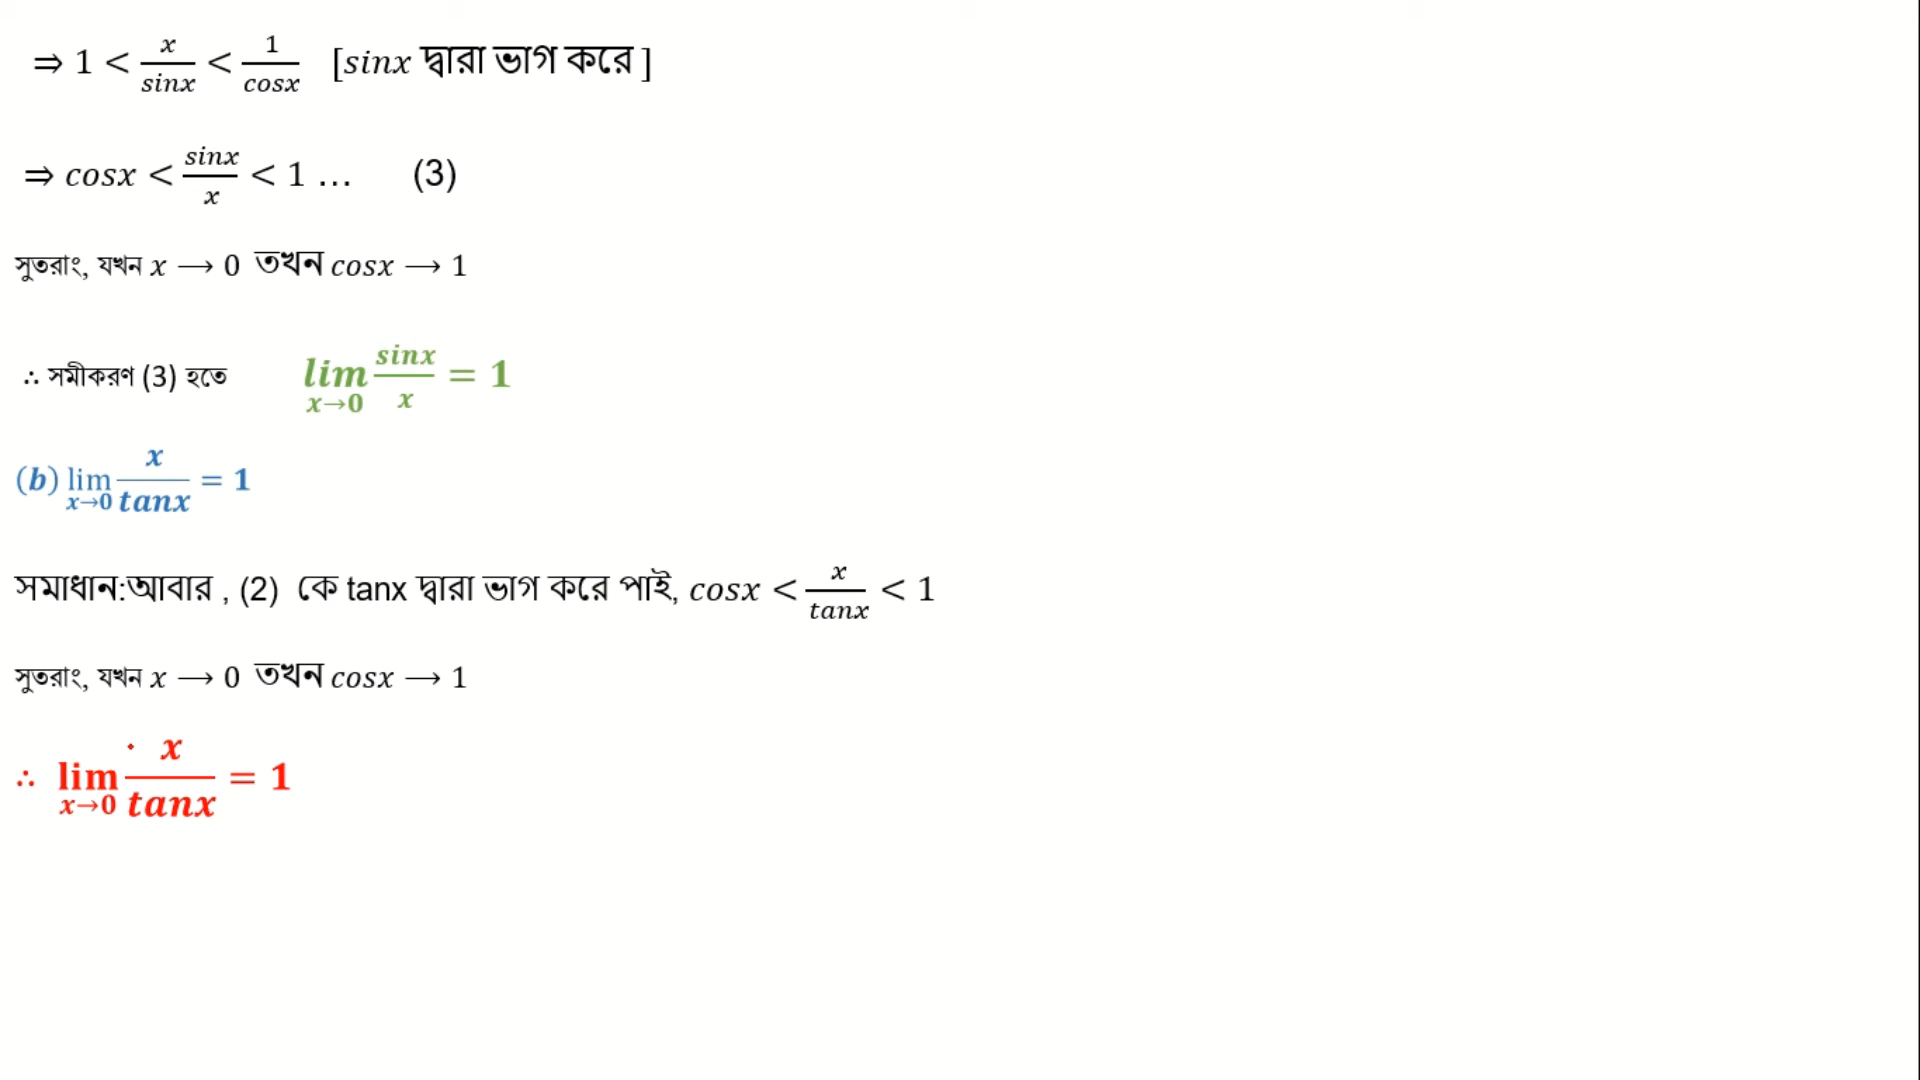 ⇒ 1 < x/sinx < 1/cosx [sinx দ্বারা ভাগ করে ]
⇒ cosx < sinx/x < 1 … (3)
সুতরাং, যখন x ⟶ 0 তখন cosx ⟶ 1
∴ সমীকরণ (3) হতে lim x→0 sinx/x = 1
(b) lim x→0 x/tanx = 1
সমাধান:আবার , (2) কে tanx দ্বারা ভাগ করে পাই, cosx < x/tanx < 1
সুতরাং, যখন x ⟶ 0 তখন cosx ⟶ 1
∴ lim x→0 x/tanx = 1